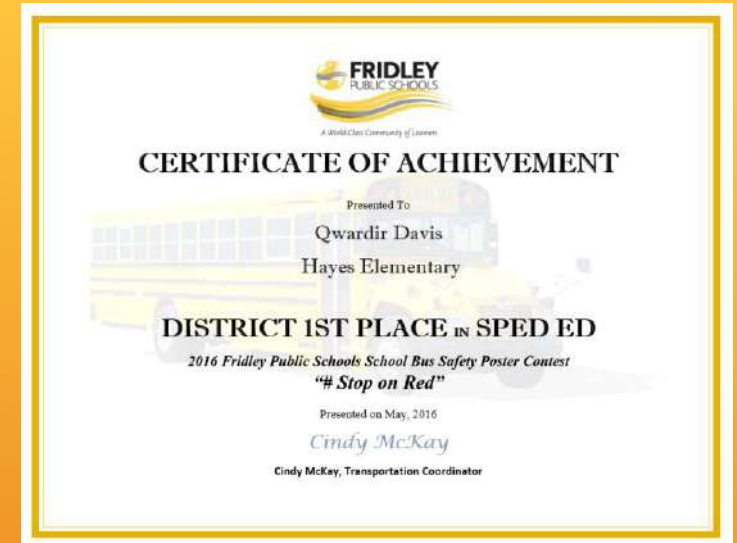 FRIDLEY
PUBLIC SCHOOLS
A World-Class Community of Learners
CERTIFICATE OF ACHIEVEMENT
Presented To
Qwardir Davis
Hayes Elementary
DISTRICT 1ST PLACE IN SPED ED
2016 Fridley Public Schools School Bus Safety Poster Contest
“# Stop on Red”
Presented on May, 2016
Cindy McKay
Cindy McKay, Transportation Coordinator